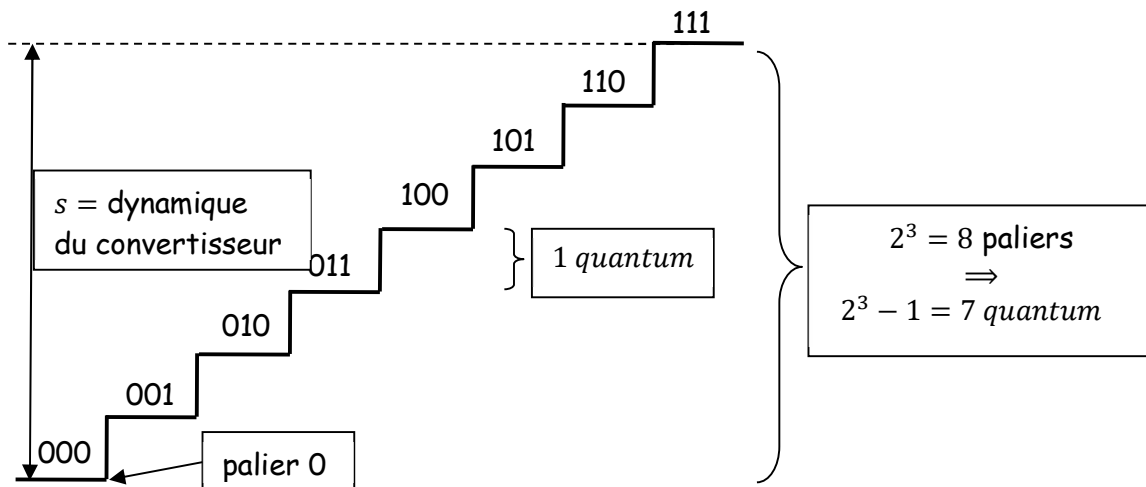 111
110
101
100
s = dynamique
du convertisseur
2³ = 8 paliers
⇒
2³ − 1 = 7 quantum
1 quantum
011
010
001
000
palier 0